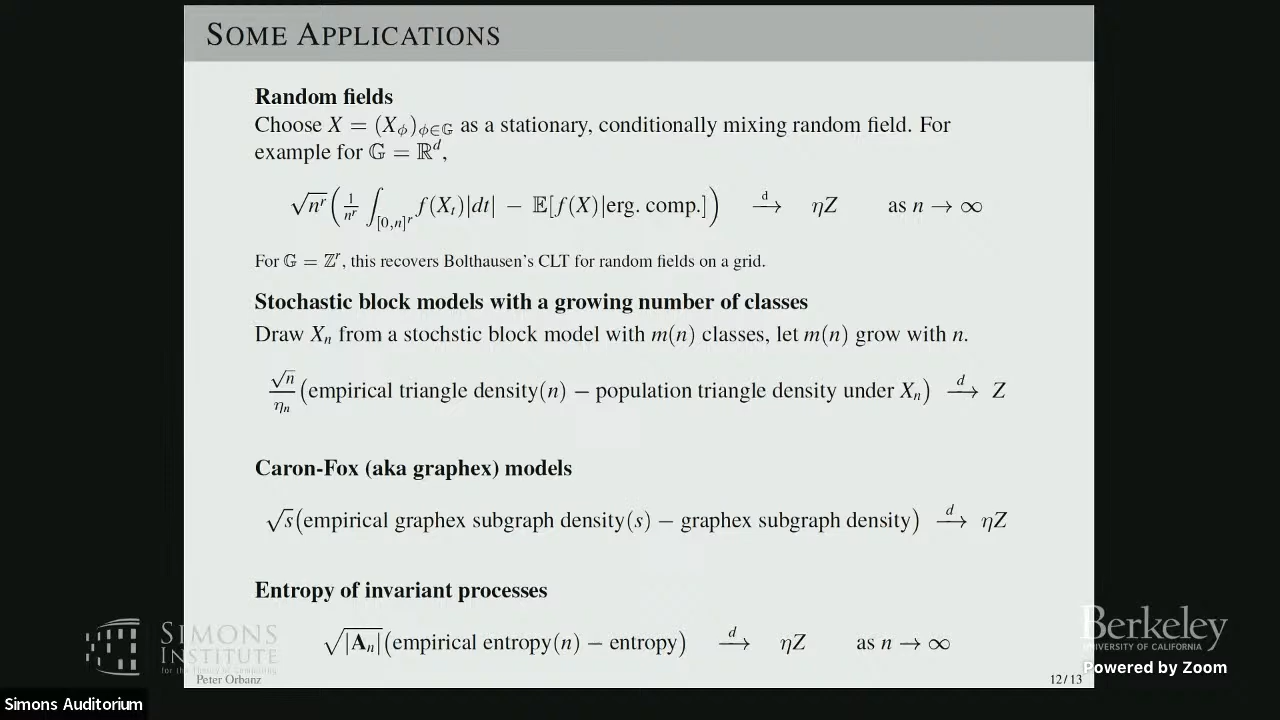 SOME APPLICATIONS
Random fields
Choose X = (X_ϕ)_{ϕ∈𝔾} as a stationary, conditionally mixing random field. For
example for 𝔾 = ℝ^d,
√n^r ( 1/n^r ∫_{[0,n]^r} f(X_t)|dt| − 𝔼[f(X)|erg. comp.] ) →^d ηZ as n → ∞
For 𝔾 = ℤ^r, this recovers Bolthausen's CLT for random fields on a grid.
Stochastic block models with a growing number of classes
Draw X_n from a stochstic block model with m(n) classes, let m(n) grow with n.
√n/η_n (empirical triangle density(n) − population triangle density under X_n) →^d Z
Caron-Fox (aka graphex) models
√s(empirical graphex subgraph density(s) − graphex subgraph density) →^d ηZ
Entropy of invariant processes
√|A_n| (empirical entropy(n) − entropy) →^d ηZ as n → ∞
SIMONS
INSTITUTE
for the Theory of Computing
Peter Orbanz
12 / 13
Berkeley
UNIVERSITY OF CALIFORNIA
Powered by Zoom
Simons Auditorium